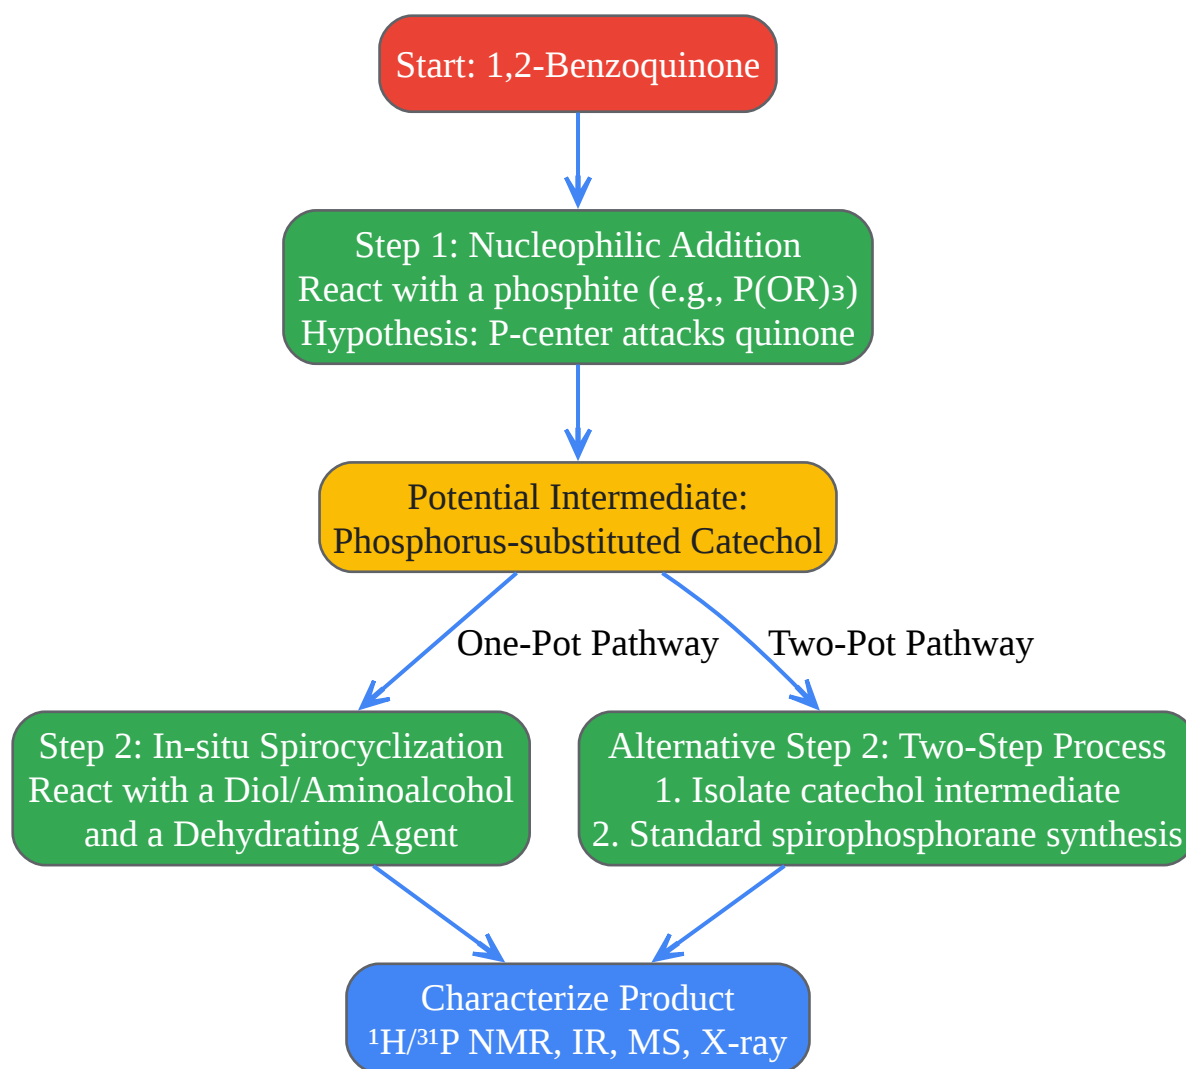 Start: 1,2-Benzoquinone
Step 1: Nucleophilic Addition
React with a phosphite (e.g., P(OR)₃)
Hypothesis: P-center attacks quinone
Potential Intermediate:
Phosphorus-substituted Catechol
One-Pot Pathway
Two-Pot Pathway
Step 2: In-situ Spirocyclization
React with a Diol/Aminoalcohol
and a Dehydrating Agent
Alternative Step 2: Two-Step Process
1. Isolate catechol intermediate
2. Standard spirophosphorane synthesis
Characterize Product
¹H/³¹P NMR, IR, MS, X-ray